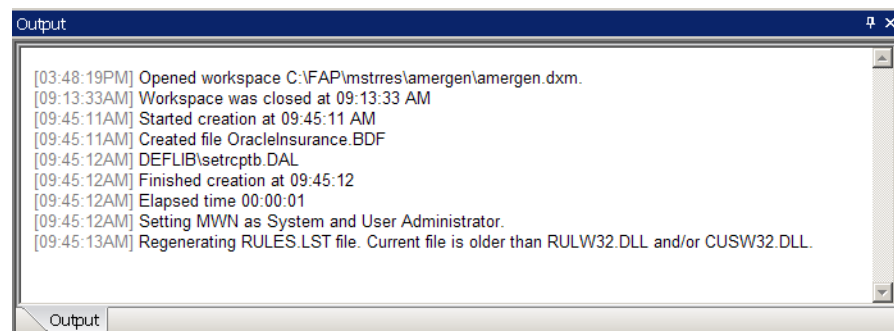 Output
[03:48:19PM] Opened workspace C:\FAP\mstrres\amergen\amergen.dxm.
[09:13:33AM] Workspace was closed at 09:13:33 AM
[09:45:11AM] Started creation at 09:45:11 AM
[09:45:11AM] Created file OracleInsurance.BDF
[09:45:12AM] DEFLIB\setrcptb.DAL
[09:45:12AM] Finished creation at 09:45:12
[09:45:12AM] Elapsed time 00:00:01
[09:45:12AM] Setting MWN as System and User Administrator.
[09:45:13AM] Regenerating RULES.LST file. Current file is older than RULW32.DLL and/or CUSW32.DLL.
Output